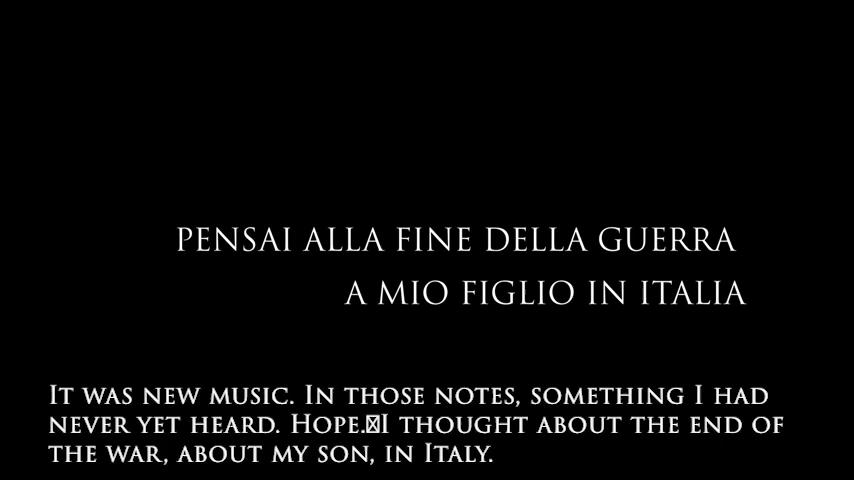 PENSAI ALLA FINE DELLA GUERRA
A MIO FIGLIO IN ITALIA
It was new music. In those notes, something I had
never yet heard. Hope. I thought about the end of
the war, about my son, in Italy.